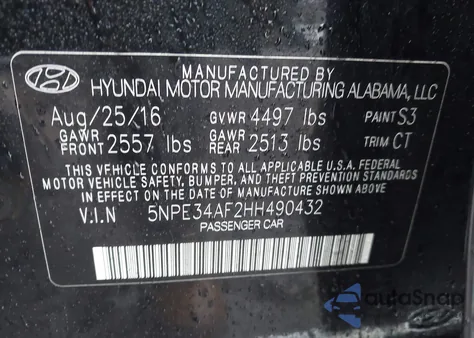 MANUFACTURED BY
HYUNDAI MOTOR MANUFACTURING ALABAMA, LLC
Aug/25/16 GVWR 4497 lbs PAINT S3
GAWR FRONT 2557 lbs GAWR REAR 2513 lbs TRIM CT
THIS VEHICLE CONFORMS TO ALL APPLICABLE U.S.A. FEDERAL
MOTOR VEHICLE SAFETY, BUMPER, AND THEFT PREVENTION
STANDARDS IN EFFECT ON THE DATE OF MANUFACTURE SHOWN ABOVE.
V.I.N 5NPE34AF2HH490432
PASSENGER CAR
autoSnap